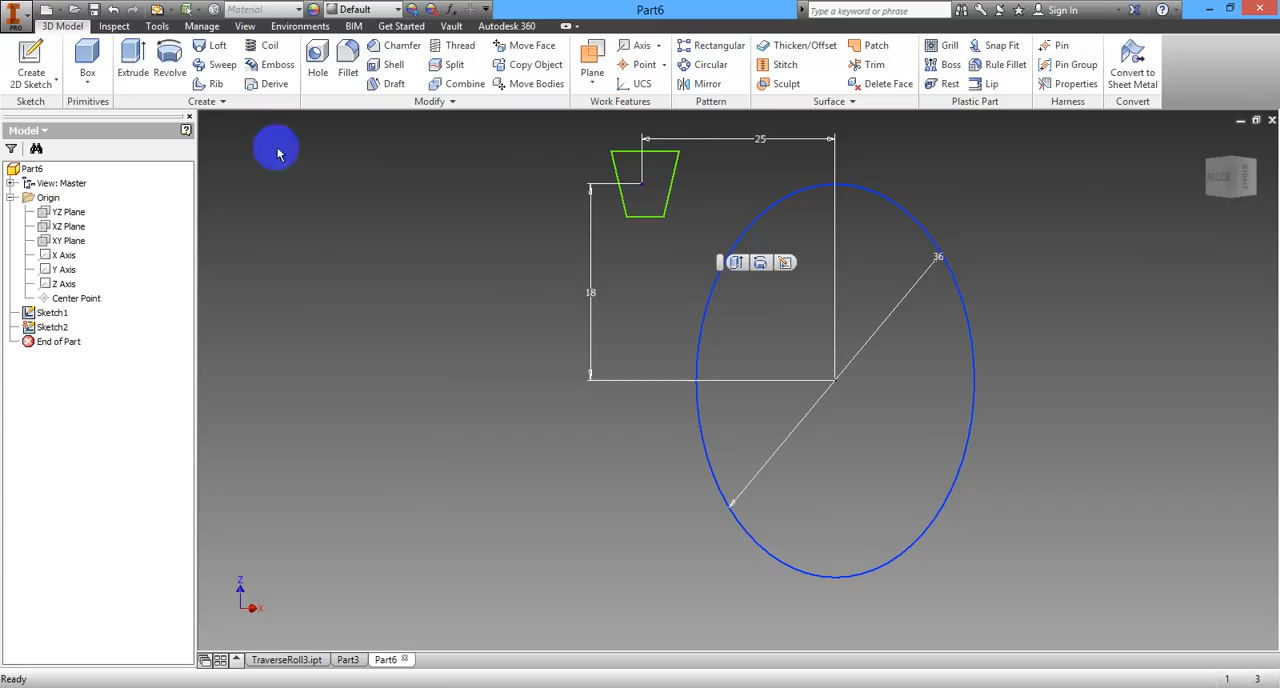 Material Default Part6 Type a keyword or phrase Sign In
PRO 3D Model Inspect Tools Manage View Environments BIM Get Started Vault Autodesk 360
Create
2D Sketch
Sketch
Box
Primitives
Extrude Revolve Loft Sweep Rib Coil Emboss Derive
Create
Hole Fillet Chamfer Shell Draft Thread Split Combine Move Face Copy Object Move Bodies
Modify
Plane Axis Point UCS
Work Features
Rectangular Circular Mirror
Pattern
Thicken/Offset Stitch Sculpt Patch Trim Delete Face
Surface
Grill Boss Rest Snap Fit Rule Fillet Lip
Plastic Part
Pin Pin Group Properties
Harness
Convert to
Sheet Metal
Convert
Model
Part6
View: Master
Origin
YZ Plane
XZ Plane
XY Plane
X Axis
Y Axis
Z Axis
Center Point
Sketch1
Sketch2
End of Part
25
18
36
BOTTOM RIGHT
Z
X
TraverseRoll3.ipt Part3 Part6
Ready 1 3